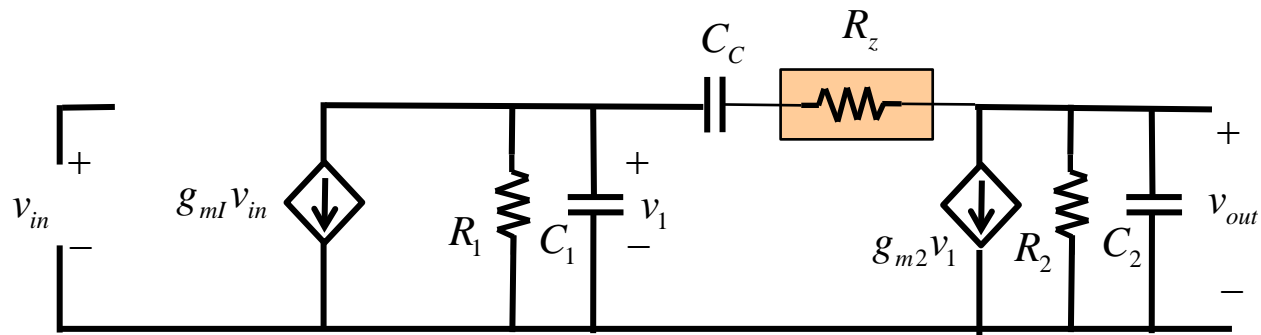 C_C
R_z
+
v_in
−
g_mI v_in
R_1
C_1
+
v_1
−
g_m2 v_1
R_2
C_2
+
v_out
−